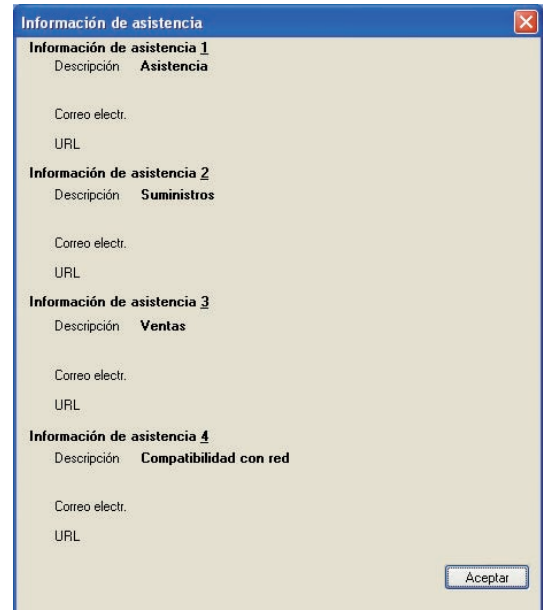 Información de asistencia
Información de asistencia 1
Descripción Asistencia
Correo electr.
URL
Información de asistencia 2
Descripción Suministros
Correo electr.
URL
Información de asistencia 3
Descripción Ventas
Correo electr.
URL
Información de asistencia 4
Descripción Compatibilidad con red
Correo electr.
URL
Aceptar